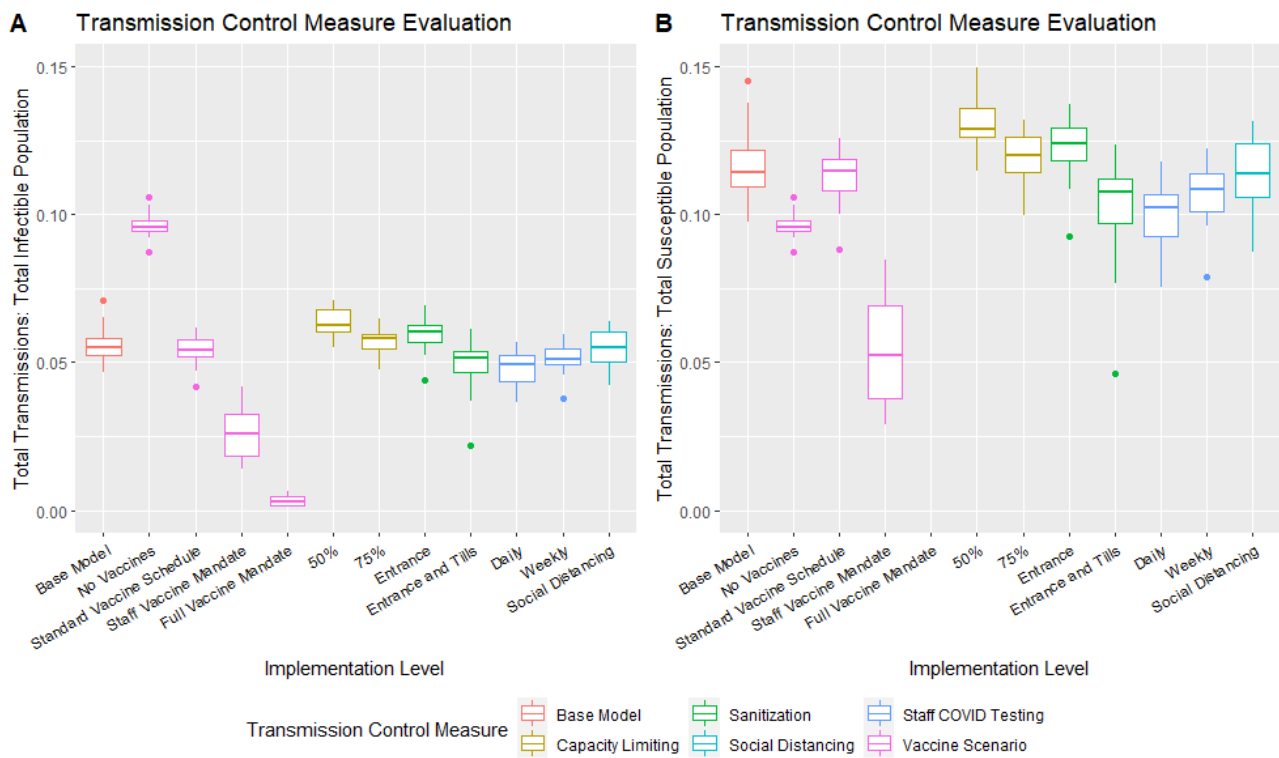 A
Transmission Control Measure Evaluation
Total Transmissions: Total Infectible Population
0.15
0.10
0.05
0.00
Base Model
No Vaccines
Standard Vaccine Schedule
Staff Vaccine Mandate
Full Vaccine Mandate
50%
75%
Entrance
Entrance and Tills
Daily
Weekly
Social Distancing
Implementation Level
B
Transmission Control Measure Evaluation
Total Transmissions: Total Susceptible Population
0.15
0.10
0.05
0.00
Base Model
No Vaccines
Standard Vaccine Schedule
Staff Vaccine Mandate
Full Vaccine Mandate
50%
75%
Entrance
Entrance and Tills
Daily
Weekly
Social Distancing
Implementation Level
Transmission Control Measure
Base Model
Capacity Limiting
Sanitization
Social Distancing
Staff COVID Testing
Vaccine Scenario